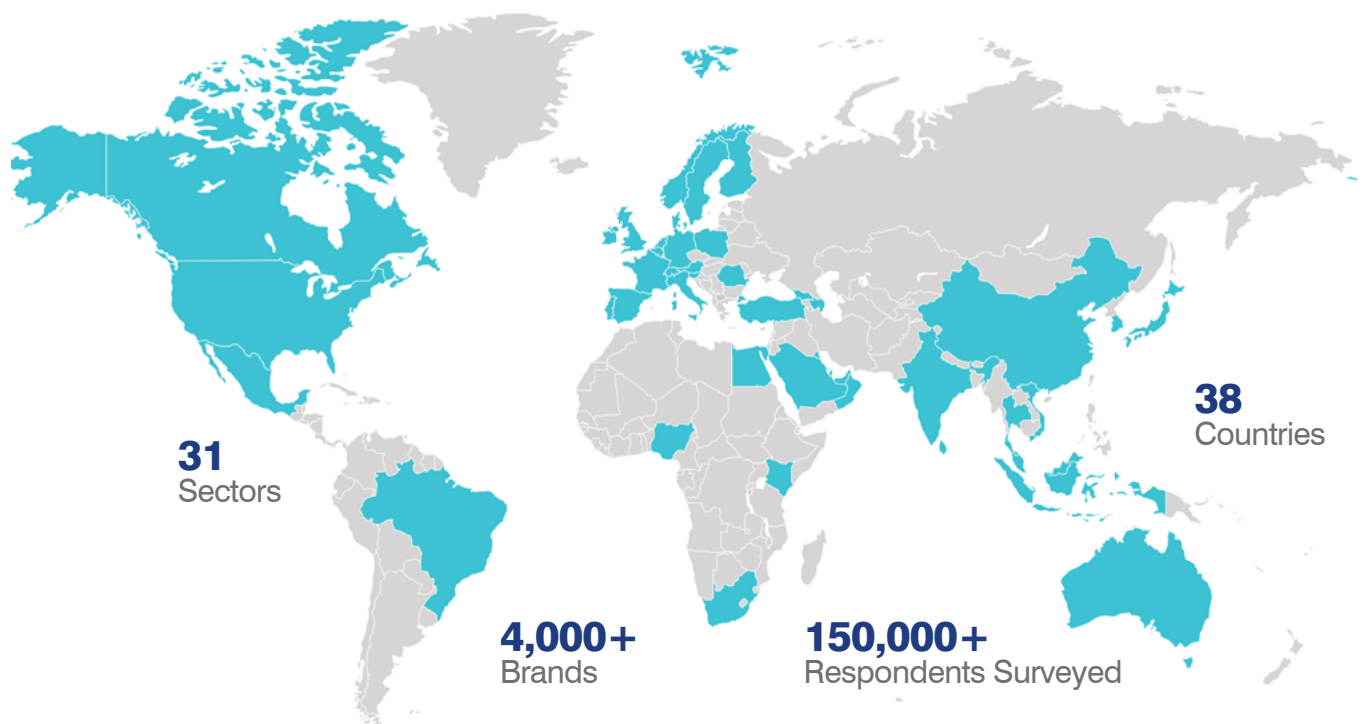 38
Countries
31
Sectors
4,000+
Brands
150,000+
Respondents Surveyed